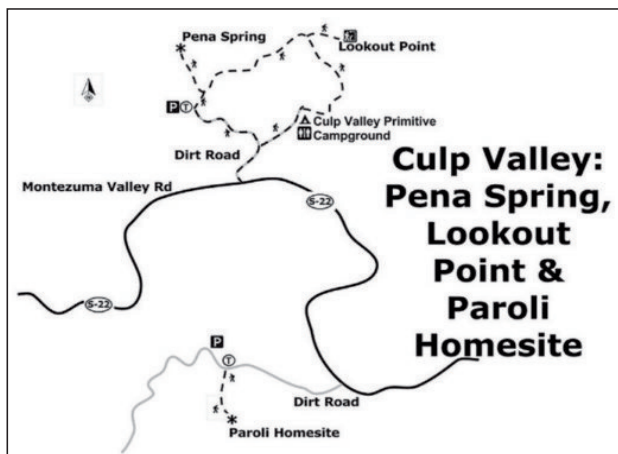 Pena Spring
Lookout Point
P T
Culp Valley Primitive
Campground
Dirt Road
Montezuma Valley Rd
S-22
S-22
Culp Valley:
Pena Spring,
Lookout
Point &
Paroli
Homesite
P
T
Dirt Road
Paroli Homesite